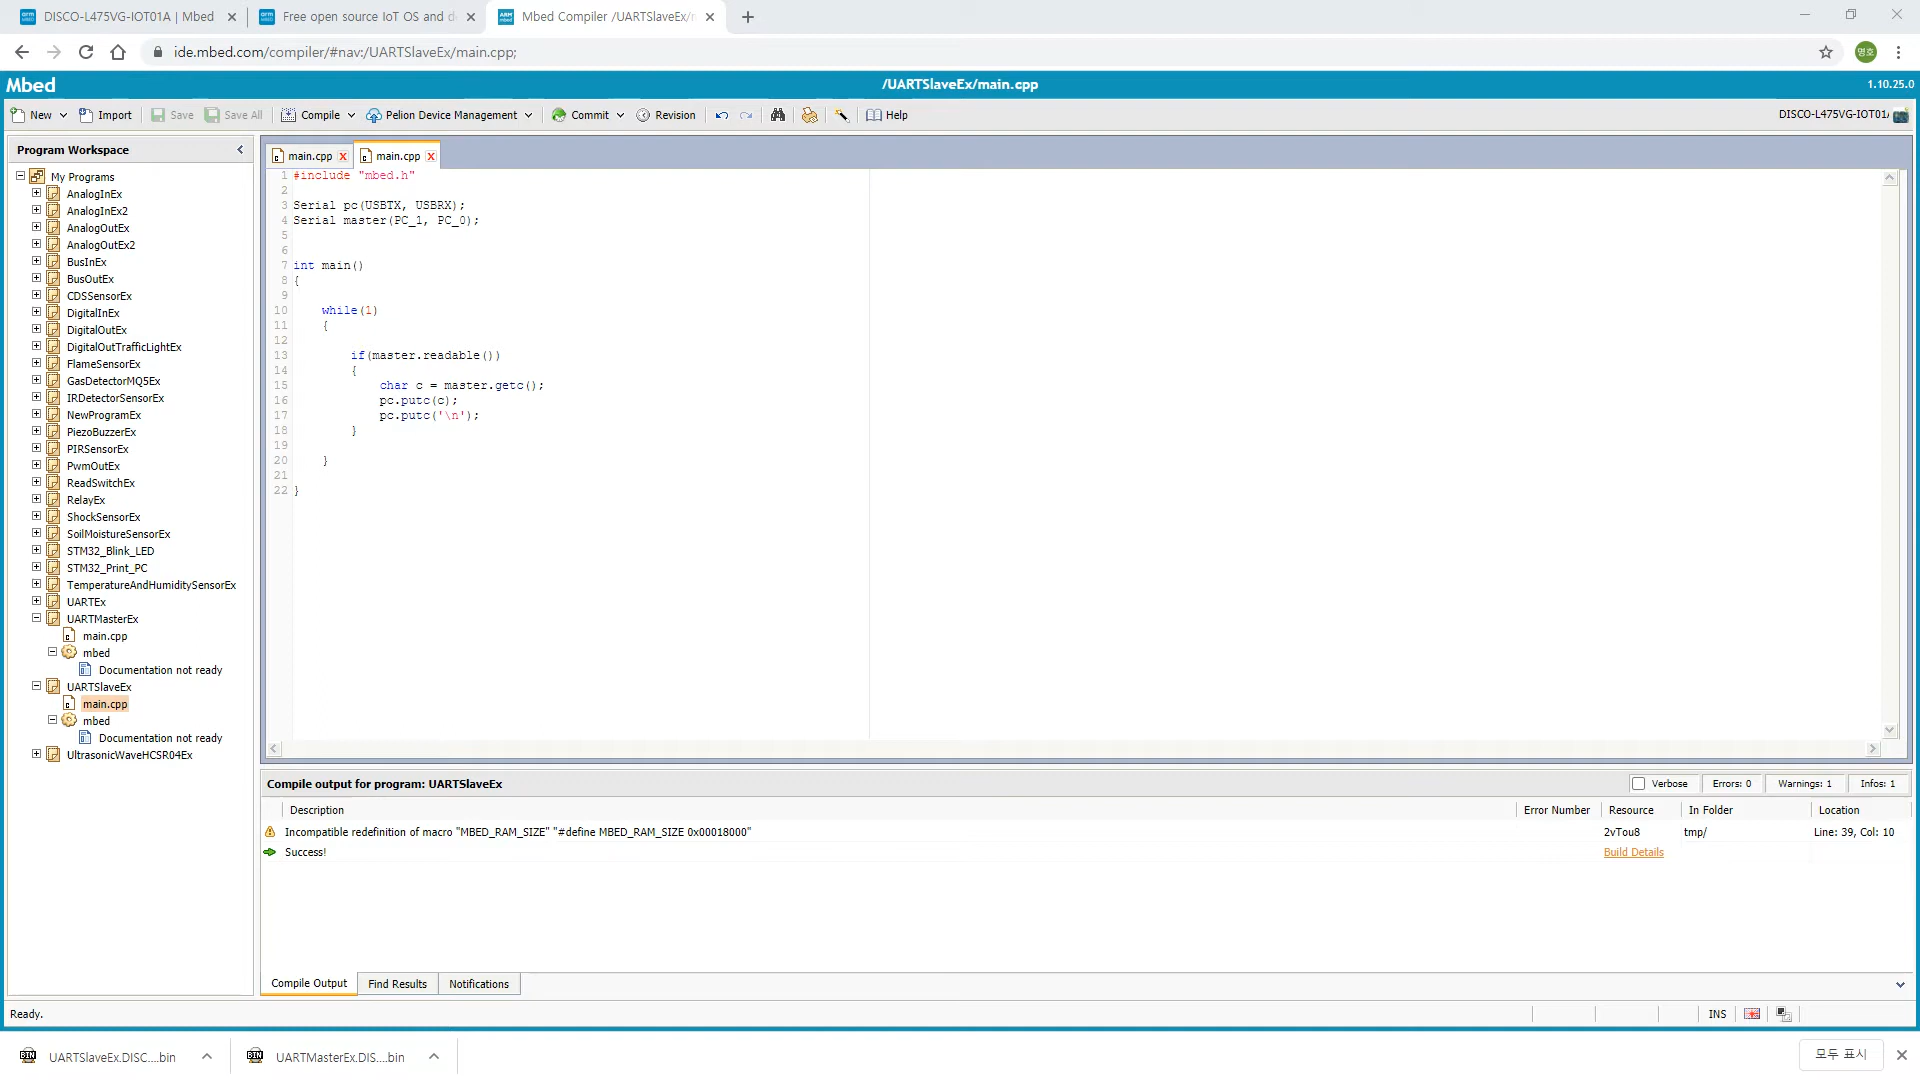 DISCO-L475VG-IOT01A | Mbed
Free open source IoT OS and d
Mbed Compiler /UARTSlaveEx/m
ide.mbed.com/compiler/#nav:/UARTSlaveEx/main.cpp;
명호
Mbed
/UARTSlaveEx/main.cpp
1.10.25.0
New
Import
Save
Save All
Compile
Pelion Device Management
Commit
Revision
Help
DISCO-L475VG-IOT01A
Program Workspace
My Programs
AnalogInEx
AnalogInEx2
AnalogOutEx
AnalogOutEx2
BusInEx
BusOutEx
CDSSensorEx
DigitalInEx
DigitalOutEx
DigitalOutTrafficLightEx
FlameSensorEx
GasDetectorMQ5Ex
IRDetectorSensorEx
NewProgramEx
PiezoBuzzerEx
PIRSensorEx
PwmOutEx
ReadSwitchEx
RelayEx
ShockSensorEx
SoilMoistureSensorEx
STM32_Blink_LED
STM32_Print_PC
TemperatureAndHumiditySensorEx
UARTEx
UARTMasterEx
main.cpp
mbed
Documentation not ready
UARTSlaveEx
main.cpp
mbed
Documentation not ready
UltrasonicWaveHCSR04Ex
main.cpp
main.cpp
1 #include "mbed.h"
2
3 Serial pc(USBTX, USBRX);
4 Serial master(PC_1, PC_0);
5
6
7 int main()
8 {
9
10 while(1)
11 {
12
13 if(master.readable())
14 {
15 char c = master.getc();
16 pc.putc(c);
17 pc.putc('\n');
18 }
19
20 }
21
22 }
Compile output for program: UARTSlaveEx
Verbose
Errors: 0
Warnings: 1
Infos: 1
Description
Error Number
Resource
In Folder
Location
Incompatible redefinition of macro "MBED_RAM_SIZE" "#define MBED_RAM_SIZE 0x00018000"
2vTou8
tmp/
Line: 39, Col: 10
Success!
Build Details
Compile Output
Find Results
Notifications
Ready.
INS
UARTSlaveEx.DISC....bin
UARTMasterEx.DIS....bin
모두 표시